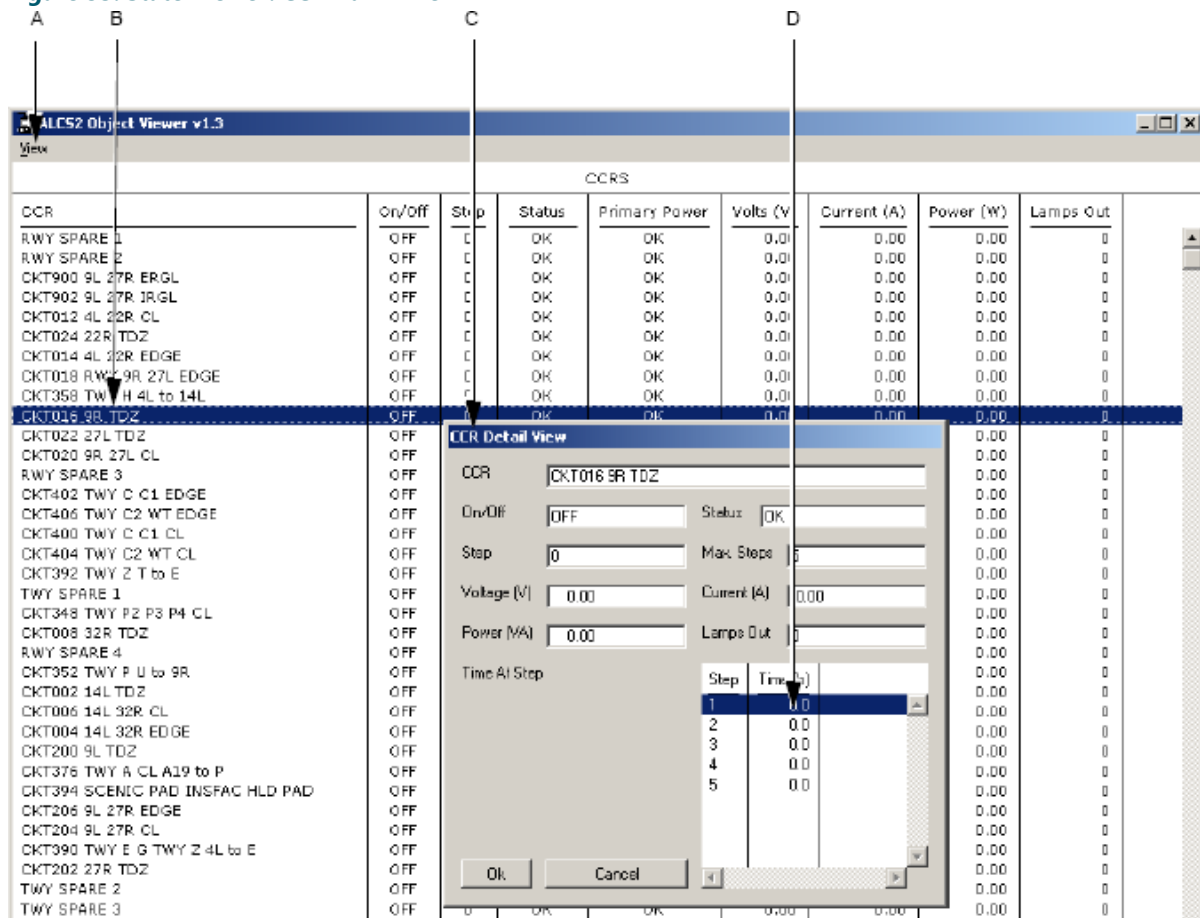 A B C D
ALCS2 Object Viewer v1.3
View
CCRS
CCR On/Off Step Status Primary Power Volts (V Current (A) Power (W) Lamps Out
RWY SPARE 1 OFF OK OK 0.00 0.00 0
RWY SPARE 2 OFF OK OK 0.00 0.00 0
CKT900 9L 27R ERGL OFF OK OK 0.00 0.00 0
CKT902 9L 27R IRGL OFF OK OK 0.00 0.00 0
CKT012 4L 22R CL OFF OK OK 0.00 0.00 0
CKT024 22R TDZ OFF OK OK 0.00 0.00 0
CKT014 4L 22R EDGE OFF OK OK 0.00 0.00 0
CKT018 RWY 9R 27L EDGE OFF OK OK 0.00 0.00 0
CKT358 TWY H 4L to 14L OFF OK OK 0.00 0.00 0
CKT016 9R TDZ OFF 0 OK OK 0.00 0.00 0
CKT022 27L TDZ OFF 0.00 0
CKT020 9R 27L CL OFF 0.00 0
RWY SPARE 3 OFF 0.00 0
CKT402 TWY C C1 EDGE OFF 0.00 0
CKT406 TWY C2 WT EDGE OFF 0.00 0
CKT400 TWY C C1 CL OFF 0.00 0
CKT404 TWY C2 WT CL OFF 0.00 0
CKT392 TWY Z T to E OFF 0.00 0
TWY SPARE 1 OFF 0.00 0
CKT348 TWY P2 P3 P4 CL OFF 0.00 0
CKT008 32R TDZ OFF 0.00 0
RWY SPARE 4 OFF 0.00 0
CKT352 TWY P U to 9R OFF 0.00 0
CKT002 14L TDZ OFF 0.00 0
CKT006 14L 32R CL OFF 0.00 0
CKT004 14L 32R EDGE OFF 0.00 0
CKT200 9L TDZ OFF 0.00 0
CKT376 TWY A CL A19 to P OFF 0.00 0
CKT394 SCENIC PAD INSFAC HLD PAD OFF 0.00 0
CKT206 9L 27R EDGE OFF 0.00 0
CKT204 9L 27R CL OFF 0.00 0
CKT390 TWY E G TWY Z 4L to E OFF 0.00 0
CKT202 27R TDZ OFF 0.00 0
TWY SPARE 2 OFF 0.00 0
TWY SPARE 3 OFF 0 OK OK 0.00 0.00 0.00 0
CCR Detail View
CCR CKT016 9R TDZ
On/Off OFF Status OK
Step 0 Max. Steps 5
Voltage (V) 0.00 Current (A) 0.00
Power (VA) 0.00 Lamps Out 0
Time At Step
Step Time (h)
1 0.0
2 0.0
3 0.0
4 0.0
5 0.0
Ok Cancel